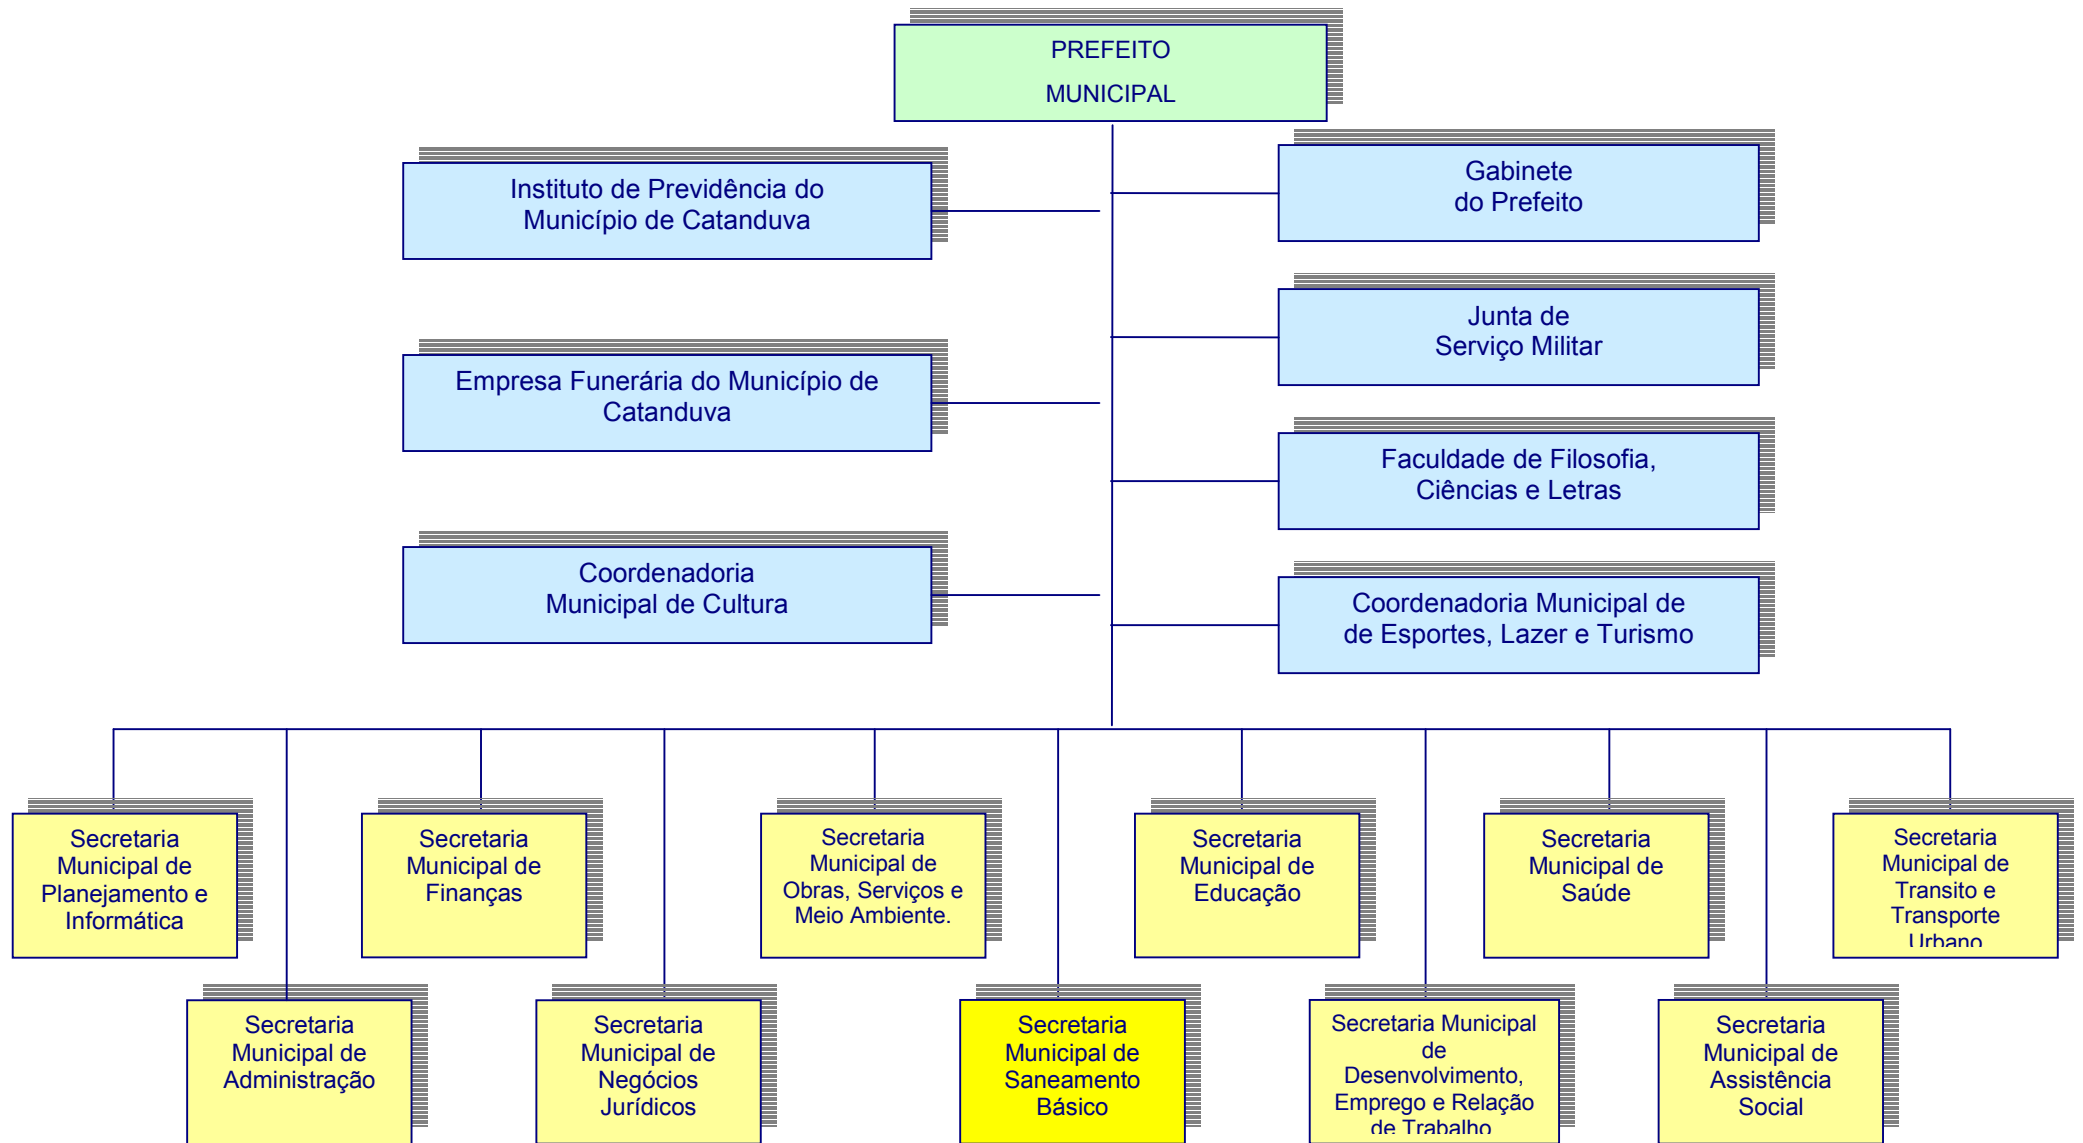 PREFEITO
MUNICIPAL
Instituto de Previdência do
Município de Catanduva
Gabinete
do Prefeito
Junta de
Serviço Militar
Empresa Funerária do Município de
Catanduva
Faculdade de Filosofia,
Ciências e Letras
Coordenadoria
Municipal de Cultura
Coordenadoria Municipal de
de Esportes, Lazer e Turismo
Secretaria
Municipal de
Planejamento e
Informática
Secretaria
Municipal de
Finanças
Secretaria
Municipal de
Obras, Serviços e
Meio Ambiente.
Secretaria
Municipal de
Educação
Secretaria
Municipal de
Saúde
Secretaria
Municipal de
Transito e
Transporte
Urbano
Secretaria
Municipal de
Administração
Secretaria
Municipal de
Negócios
Jurídicos
Secretaria
Municipal de
Saneamento
Básico
Secretaria Municipal
de
Desenvolvimento,
Emprego e Relação
de Trabalho
Secretaria
Municipal de
Assistência
Social